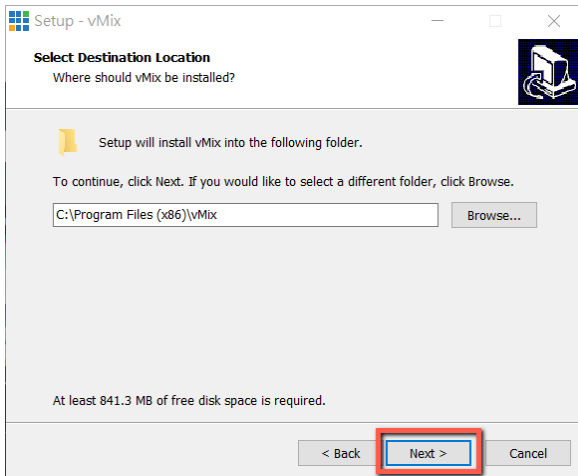 Setup - vMix
Select Destination Location
Where should vMix be installed?
Setup will install vMix into the following folder.
To continue, click Next. If you would like to select a different folder, click Browse.
C:\Program Files (x86)\vMix
Browse...
At least 841.3 MB of free disk space is required.
< Back
Next >
Cancel